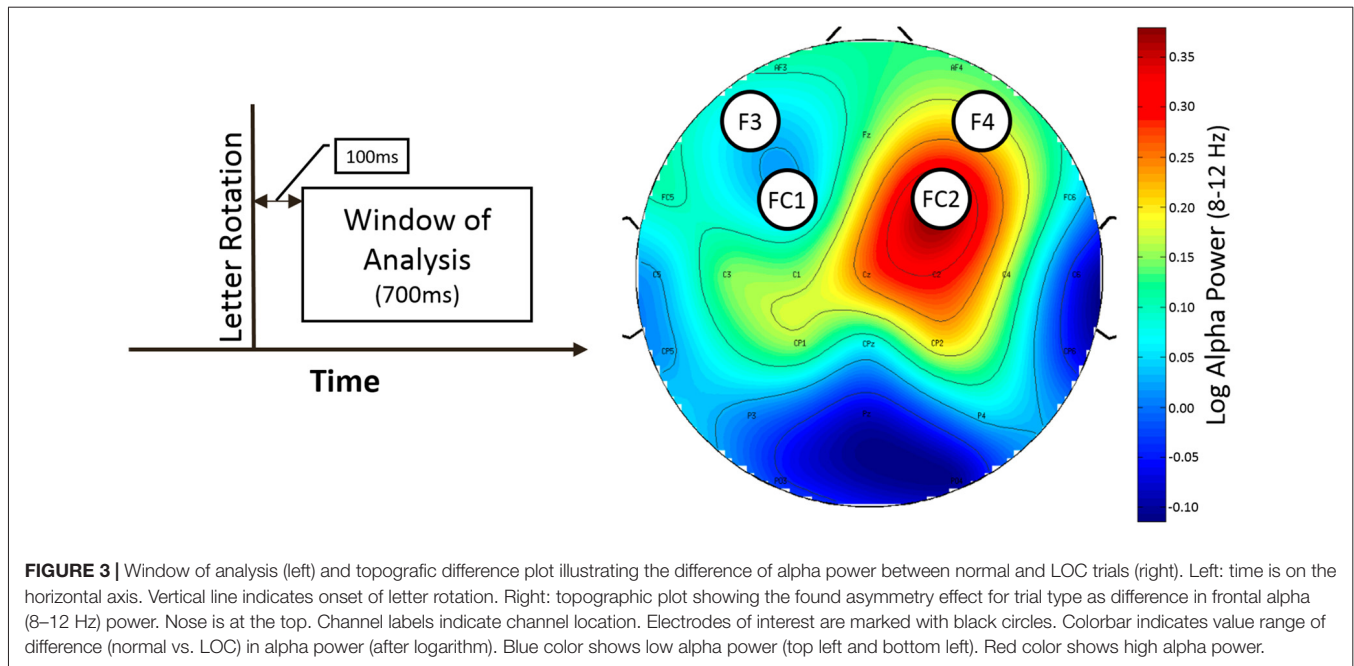 Letter Rotation
100ms
Window of
Analysis
(700ms)
Time
AF3
AF4
F3
F4
Fz
FC5
FC1
FC2
FC6
C5
C3
C1
Cz
C2
C4
C6
CP5
CP1
CPz
CP2
CP6
P3
Pz
P4
PO3
PO4
0.35
0.30
0.25
0.20
0.15
0.10
0.05
0.00
-0.05
-0.10
Log Alpha Power (8-12 Hz)
FIGURE 3 | Window of analysis (left) and topografic difference plot illustrating the difference of alpha power between normal and LOC trials (right). Left: time is on the
horizontal axis. Vertical line indicates onset of letter rotation. Right: topographic plot showing the found asymmetry effect for trial type as difference in frontal alpha
(8–12 Hz) power. Nose is at the top. Channel labels indicate channel location. Electrodes of interest are marked with black circles. Colorbar indicates value range of
difference (normal vs. LOC) in alpha power (after logarithm). Blue color shows low alpha power (top left and bottom left). Red color shows high alpha power.